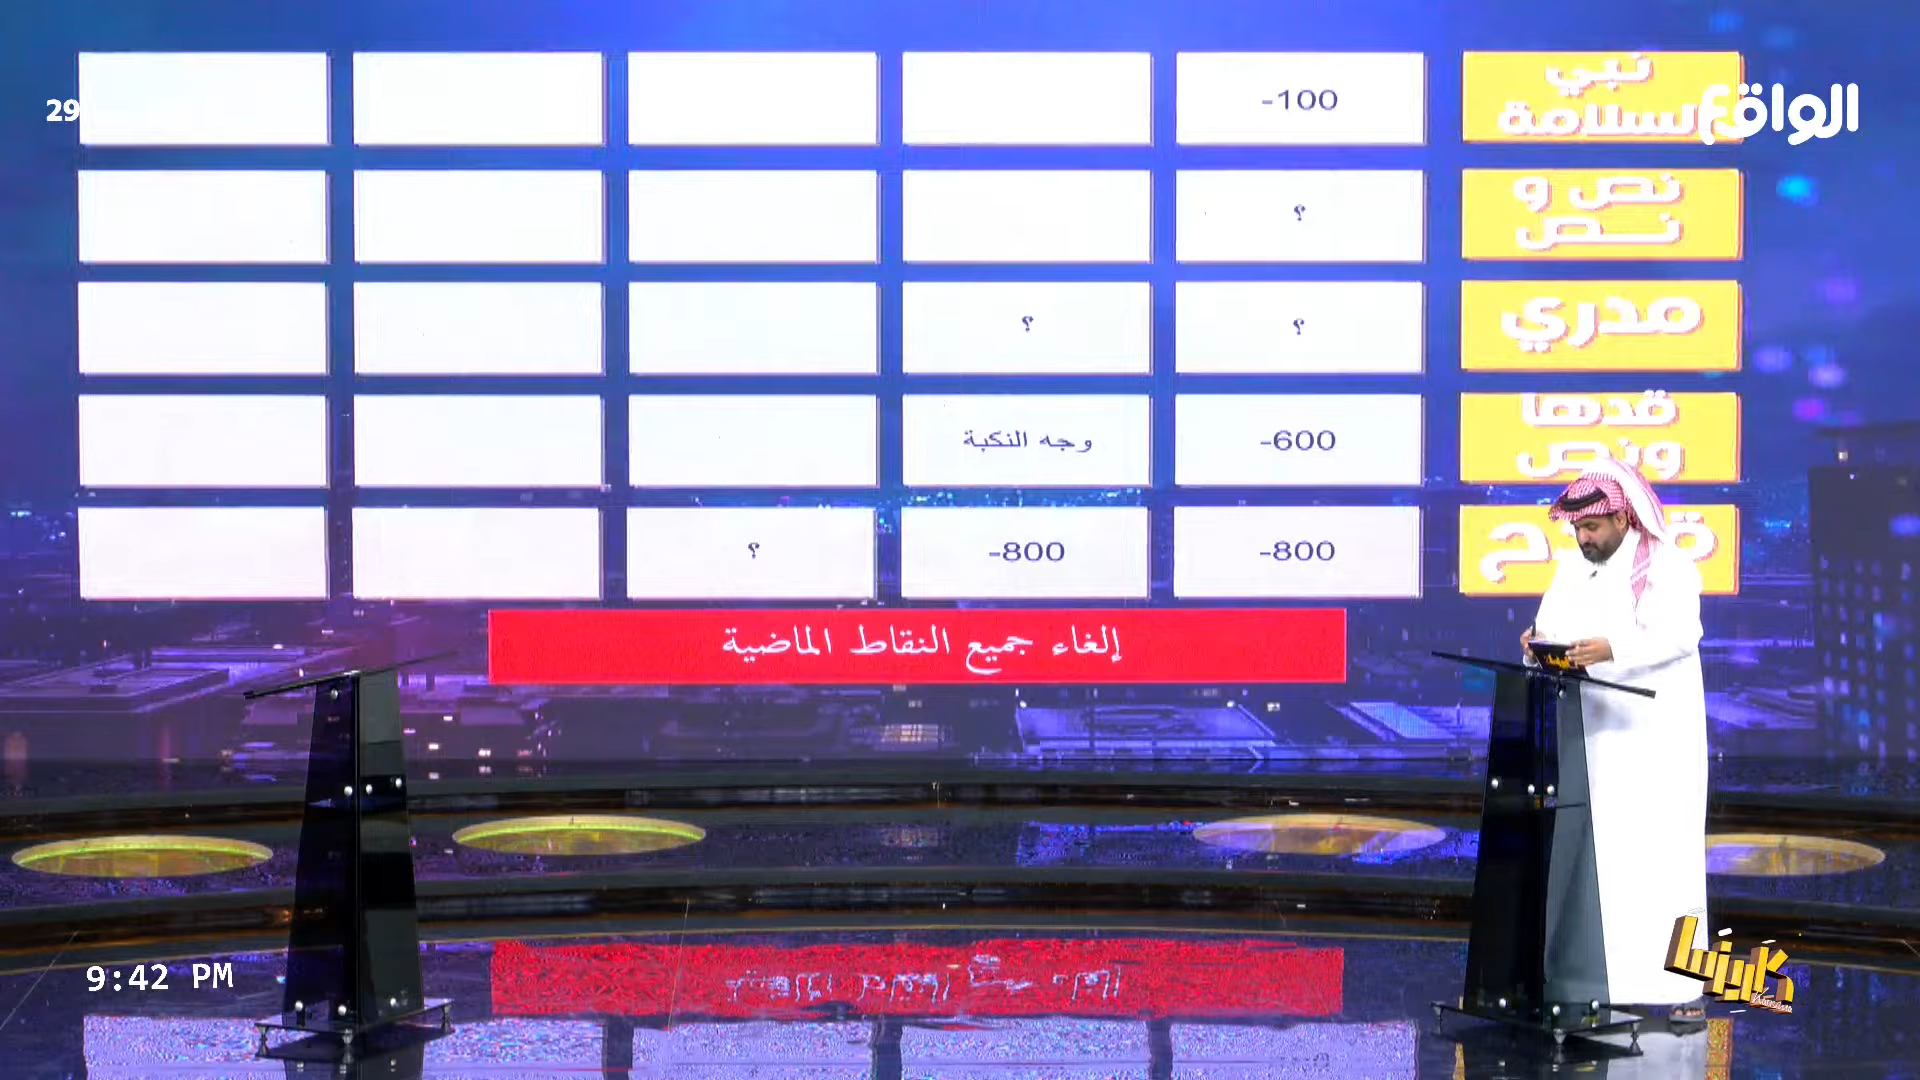 الواقع
29
نبي
السلامة
-100
نص و
نص
؟
مدري
؟
؟
قدها
ونص
-600
وجه النكبة
-800
-800
؟
إلغاء جميع النقاط الماضية
9:42 PM